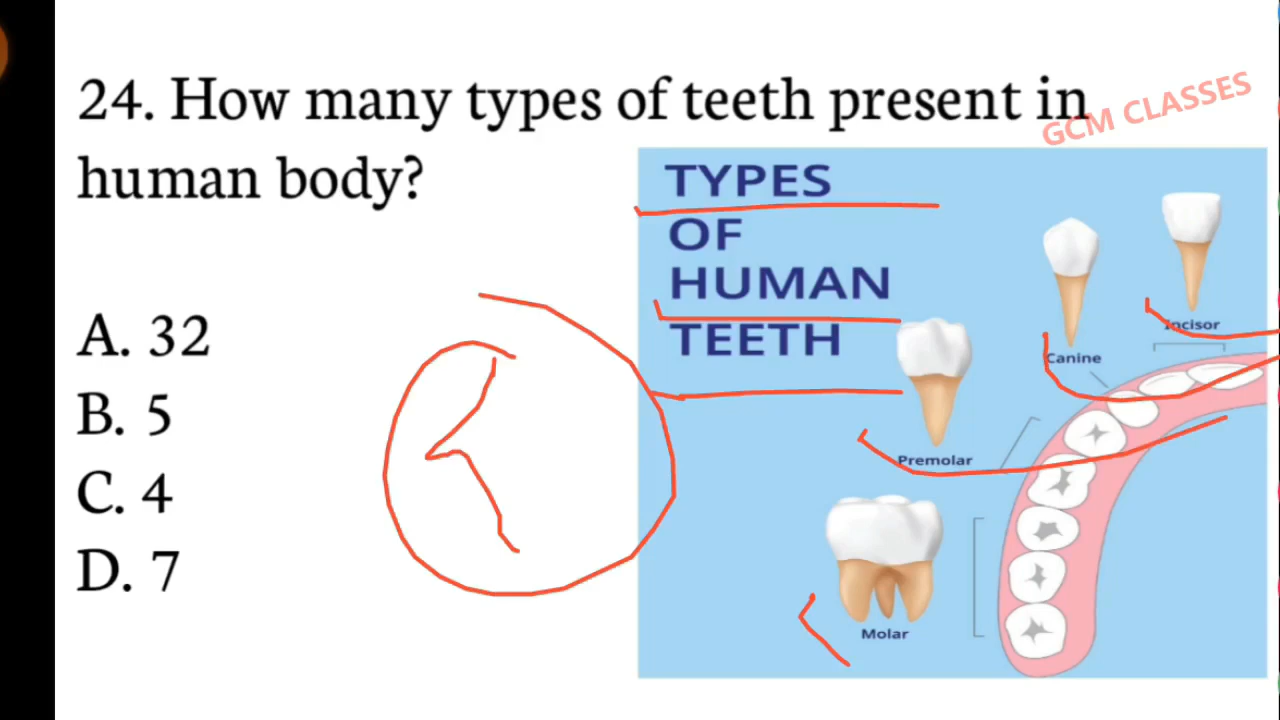 24. How many types of teeth present in
human body?
GCM CLASSES
A. 32
B. 5
C. 4
D. 7
TYPES
OF
HUMAN
TEETH
Incisor
Canine
Premolar
Molar